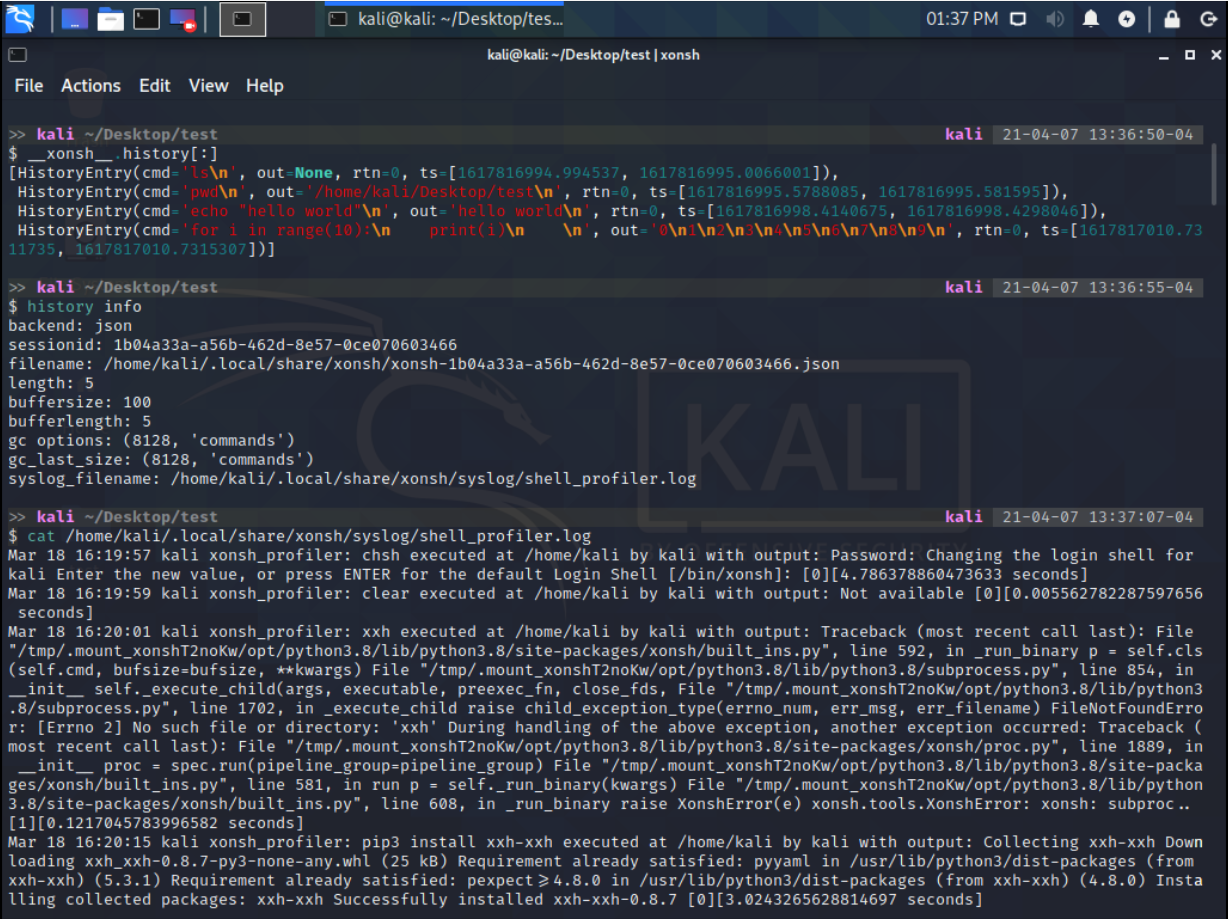 kali@kali: ~/Desktop/tes... 01:37 PM
kali@kali: ~/Desktop/test | xonsh
File Actions Edit View Help
>> kali ~/Desktop/test kali 21-04-07 13:36:50-04
$ __xonsh__.history[:]
[HistoryEntry(cmd='ls\n', out=None, rtn=0, ts=[1617816994.994537, 1617816995.0066001]),
 HistoryEntry(cmd='pwd\n', out='/home/kali/Desktop/test\n', rtn=0, ts=[1617816995.5788085, 1617816995.581595]),
 HistoryEntry(cmd='echo "hello world"\n', out='hello world\n', rtn=0, ts=[1617816998.4140675, 1617816998.4298046]),
 HistoryEntry(cmd='for i in range(10):\n    print(i)\n    \n', out='0\n1\n2\n3\n4\n5\n6\n7\n8\n9\n', rtn=0, ts=[1617817010.73
11735, 1617817010.7315307])]
>> kali ~/Desktop/test kali 21-04-07 13:36:55-04
$ history info
backend: json
sessionid: 1b04a33a-a56b-462d-8e57-0ce070603466
filename: /home/kali/.local/share/xonsh/xonsh-1b04a33a-a56b-462d-8e57-0ce070603466.json
length: 5
buffersize: 100
bufferlength: 5
gc options: (8128, 'commands')
gc_last_size: (8128, 'commands')
syslog_filename: /home/kali/.local/share/xonsh/syslog/shell_profiler.log
KALI
>> kali ~/Desktop/test kali 21-04-07 13:37:07-04
$ cat /home/kali/.local/share/xonsh/syslog/shell_profiler.log
Mar 18 16:19:57 kali xonsh_profiler: chsh executed at /home/kali by kali with output: Password: Changing the login shell for
kali Enter the new value, or press ENTER for the default Login Shell [/bin/xonsh]: [0][4.786378860473633 seconds]
Mar 18 16:19:59 kali xonsh_profiler: clear executed at /home/kali by kali with output: Not available [0][0.005562782287597656
 seconds]
Mar 18 16:20:01 kali xonsh_profiler: xxh executed at /home/kali by kali with output: Traceback (most recent call last): File
"/tmp/.mount_xonshT2noKw/opt/python3.8/lib/python3.8/site-packages/xonsh/built_ins.py", line 592, in _run_binary p = self.cls
(self.cmd, bufsize=bufsize, **kwargs) File "/tmp/.mount_xonshT2noKw/opt/python3.8/lib/python3.8/subprocess.py", line 854, in
__init__ self._execute_child(args, executable, preexec_fn, close_fds, File "/tmp/.mount_xonshT2noKw/opt/python3.8/lib/python3
.8/subprocess.py", line 1702, in _execute_child raise child_exception_type(errno_num, err_msg, err_filename) FileNotFoundErro
r: [Errno 2] No such file or directory: 'xxh' During handling of the above exception, another exception occurred: Traceback (
most recent call last): File "/tmp/.mount_xonshT2noKw/opt/python3.8/lib/python3.8/site-packages/xonsh/proc.py", line 1889, in
 __init__ proc = spec.run(pipeline_group=pipeline_group) File "/tmp/.mount_xonshT2noKw/opt/python3.8/lib/python3.8/site-packa
ges/xonsh/built_ins.py", line 581, in run p = self._run_binary(kwargs) File "/tmp/.mount_xonshT2noKw/opt/python3.8/lib/python
3.8/site-packages/xonsh/built_ins.py", line 608, in _run_binary raise XonshError(e) xonsh.tools.XonshError: xonsh: subproc..
[1][0.1217045783996582 seconds]
Mar 18 16:20:15 kali xonsh_profiler: pip3 install xxh-xxh executed at /home/kali by kali with output: Collecting xxh-xxh Down
loading xxh_xxh-0.8.7-py3-none-any.whl (25 kB) Requirement already satisfied: pyyaml in /usr/lib/python3/dist-packages (from
xxh-xxh) (5.3.1) Requirement already satisfied: pexpect≥4.8.0 in /usr/lib/python3/dist-packages (from xxh-xxh) (4.8.0) Insta
lling collected packages: xxh-xxh Successfully installed xxh-xxh-0.8.7 [0][3.0243265628814697 seconds]